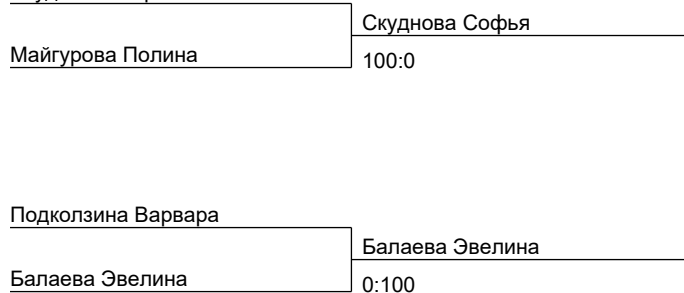 Скуднова Софья
Майгурова Полина
100:0
Подколзина Варвара
Балаева Эвелина
Балаева Эвелина
0:100